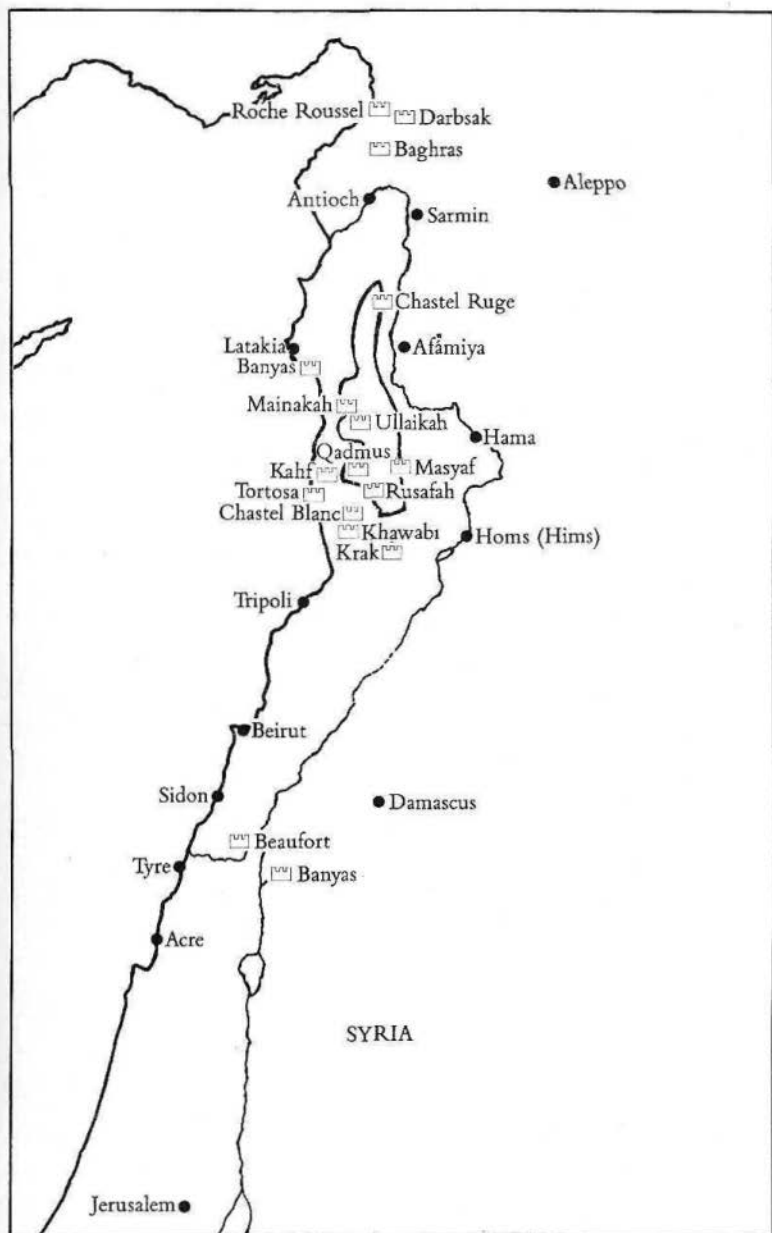 Roche Roussel
Darbsak
Baghras
Aleppo
Antioch
Sarmin
Chastel Ruge
Latakia
Afāmiya
Banyas
Mainakah
Ullaikah
Hama
Qadmus
Kahf
Masyaf
Tortosa
Rusafah
Chastel Blanc
Khawabi
Krak
Homs (Hims)
Tripoli
Beirut
Sidon
Damascus
Beaufort
Tyre
Banyas
Acre
SYRIA
Jerusalem